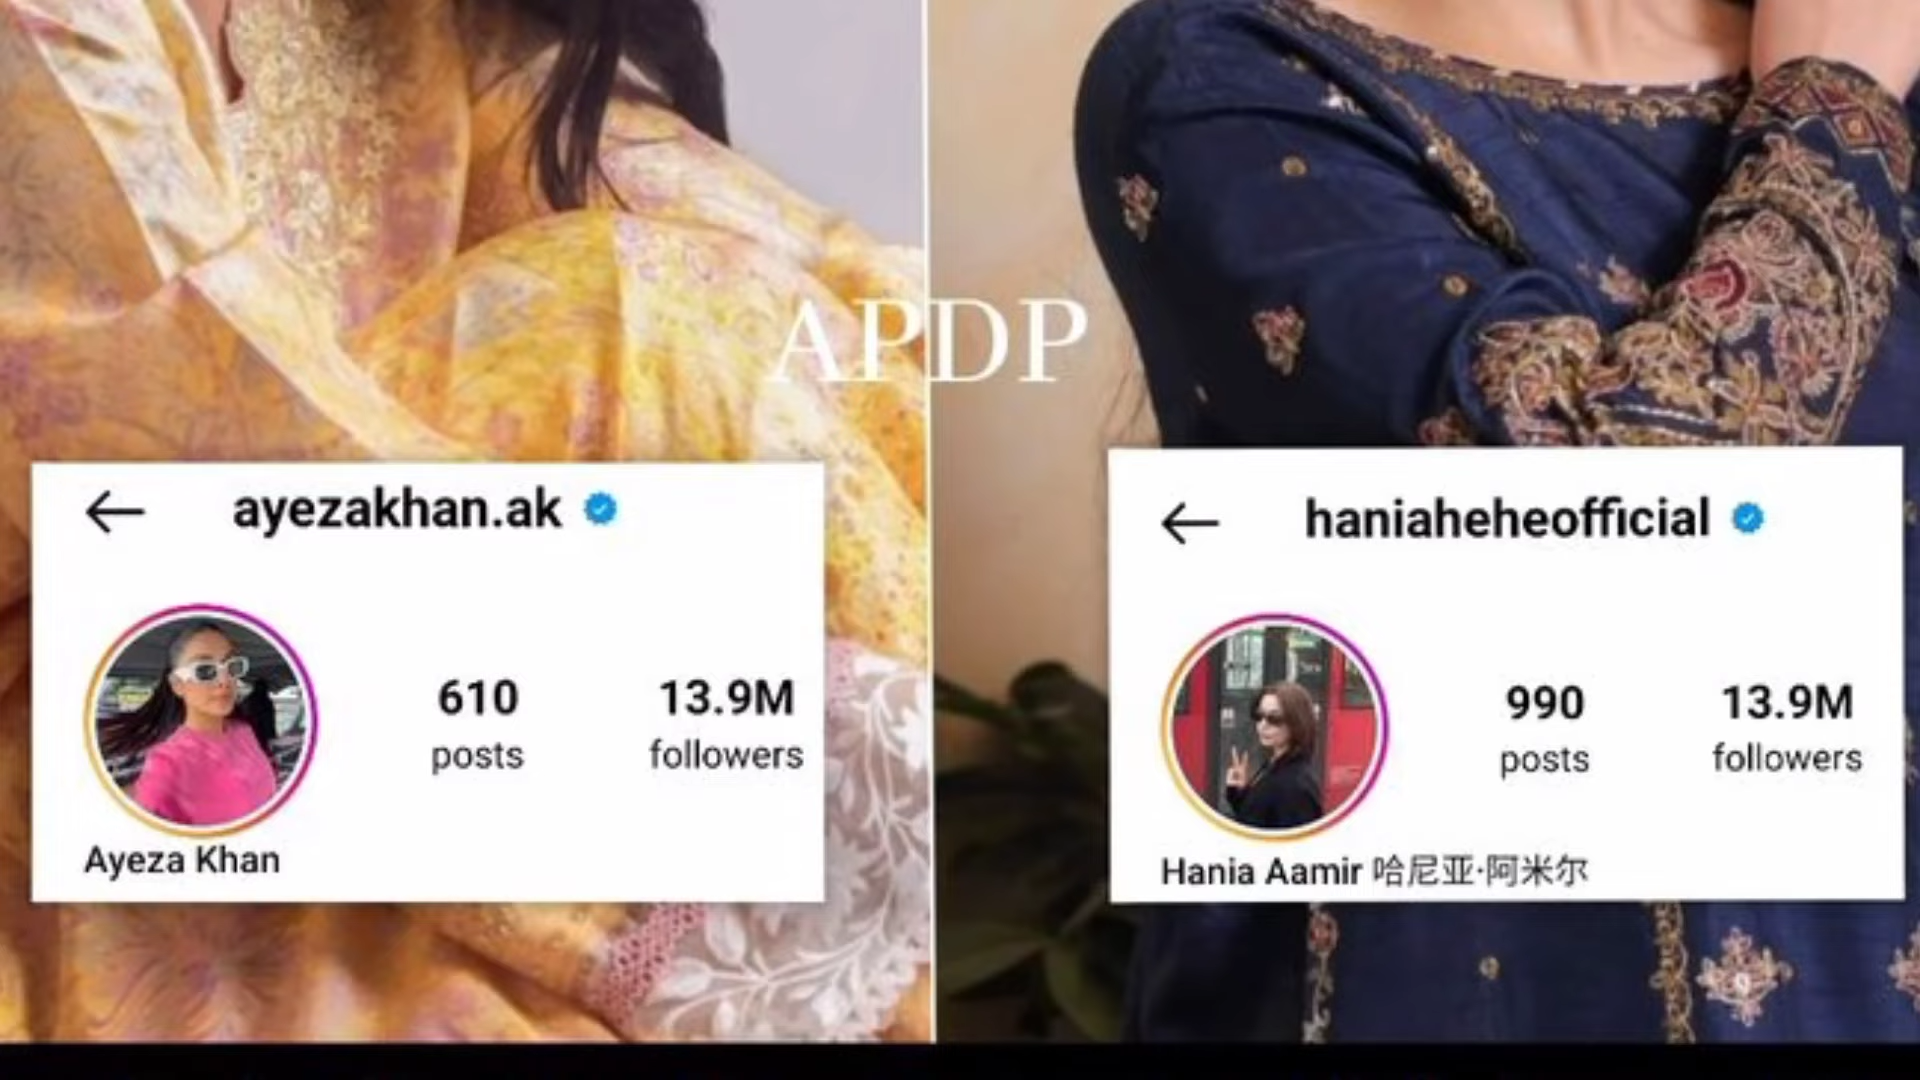 APDP
ayezakhan.ak
610
posts
13.9M
followers
Ayeza Khan
haniaheheofficial
990
posts
13.9M
followers
Hania Aamir 哈尼亚·阿米尔